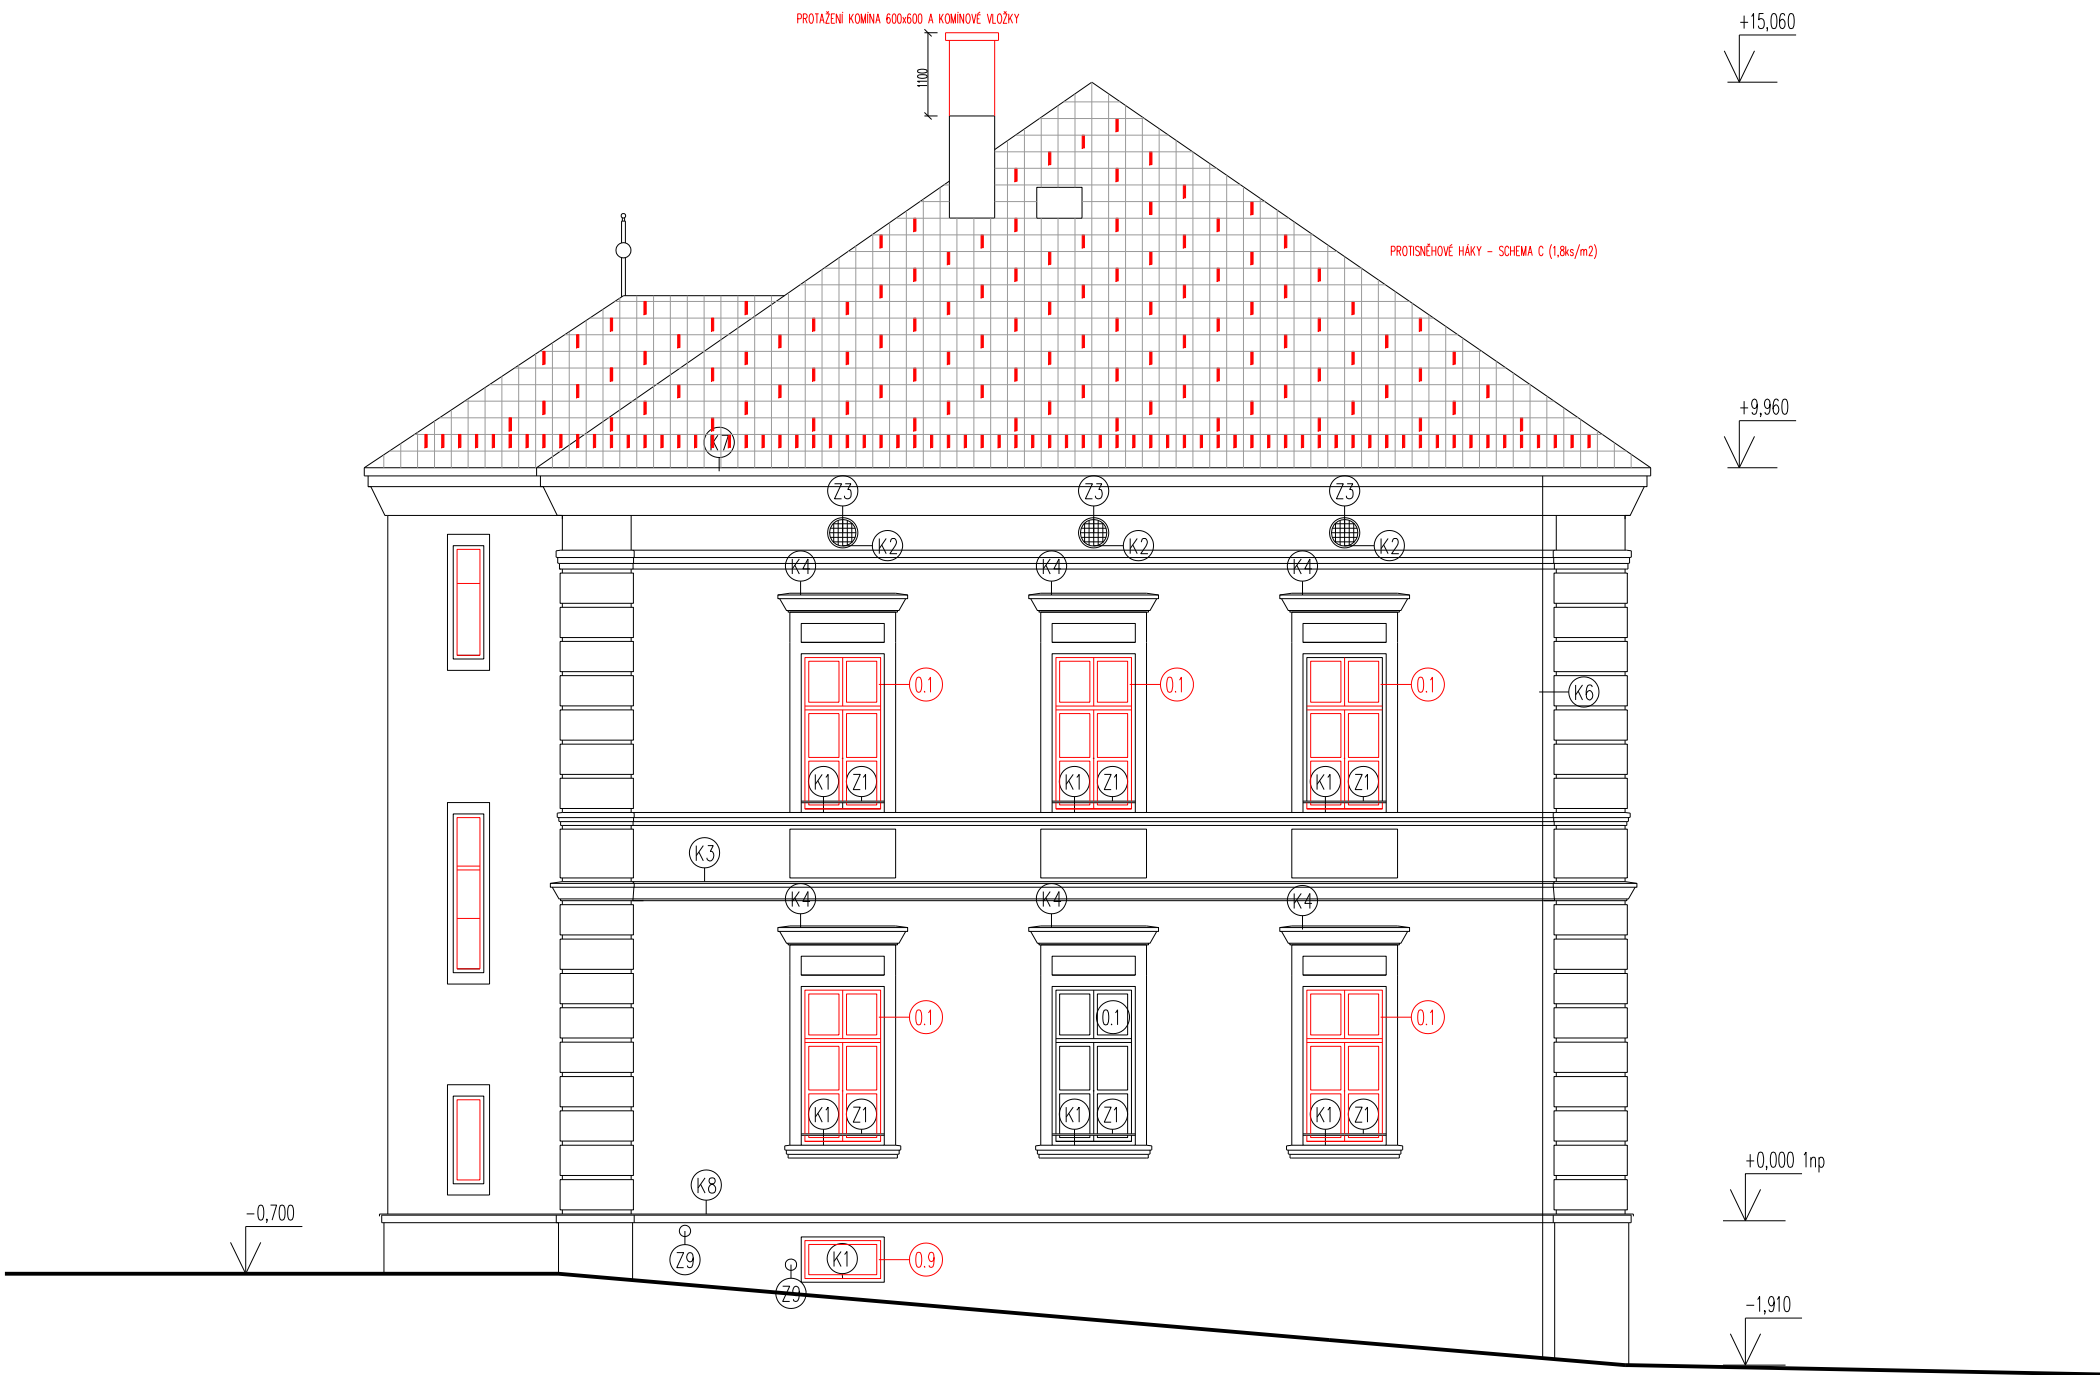 PROTAŽENÍ KOMÍNA 600x600 A KOMÍNOVÉ VLOŽKY
+15,060
1100
PROTISNĚHOVÉ HÁKY - SCHEMA C (1,8ks/m2)
+9,960
K7
Z3 Z3 Z3
K2 K2 K2
K4 K4 K4
0.1 0.1 0.1
K6
K1 Z1 K1 Z1 K1 Z1
K3
K4 K4 K4
0.1 0.1 0.1
K1 Z1 K1 Z1 K1 Z1
+0,000 1np
K8
-0,700
Z9 K1 0.9
Z9
-1,910